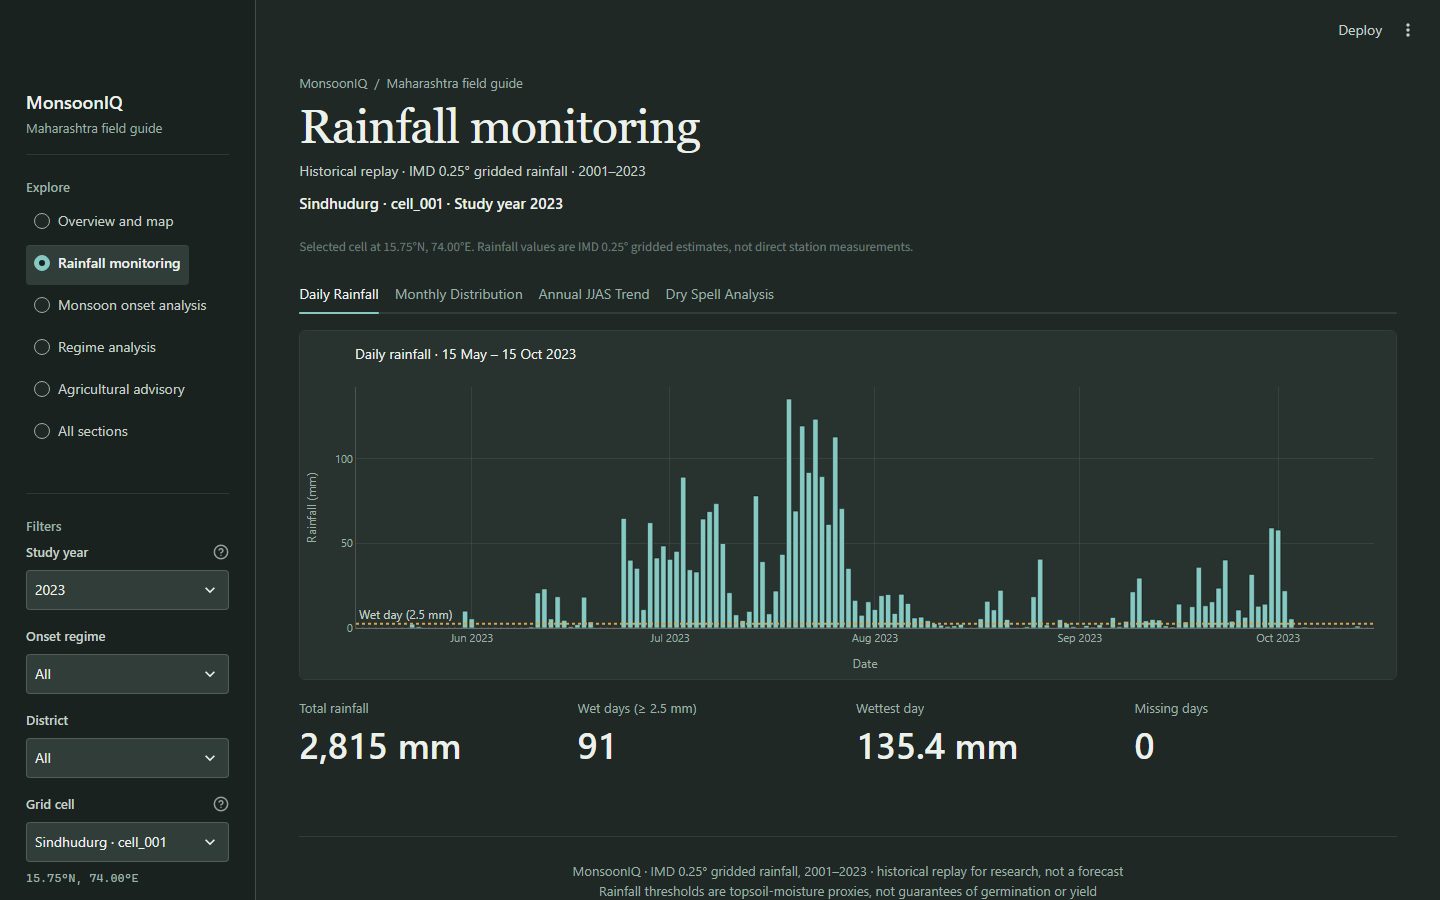 Deploy
MonsoonIQ
Maharashtra field guide
Explore
Overview and map
Rainfall monitoring
Monsoon onset analysis
Regime analysis
Agricultural advisory
All sections
Filters
Study year
2023
Onset regime
All
District
All
Grid cell
Sindhudurg · cell_001
15.75°N, 74.00°E
MonsoonIQ / Maharashtra field guide
Rainfall monitoring
Historical replay · IMD 0.25° gridded rainfall · 2001–2023
Sindhudurg · cell_001 · Study year 2023
Selected cell at 15.75°N, 74.00°E. Rainfall values are IMD 0.25° gridded estimates, not direct station measurements.
Daily Rainfall Monthly Distribution Annual JJAS Trend Dry Spell Analysis
Daily rainfall · 15 May – 15 Oct 2023
Rainfall (mm)
100
50
0
Wet day (2.5 mm)
Jun 2023 Jul 2023 Aug 2023 Sep 2023 Oct 2023
Date
Total rainfall Wet days (≥ 2.5 mm) Wettest day Missing days
2,815 mm 91 135.4 mm 0
MonsoonIQ · IMD 0.25° gridded rainfall, 2001–2023 · historical replay for research, not a forecast
Rainfall thresholds are topsoil-moisture proxies, not guarantees of germination or yield